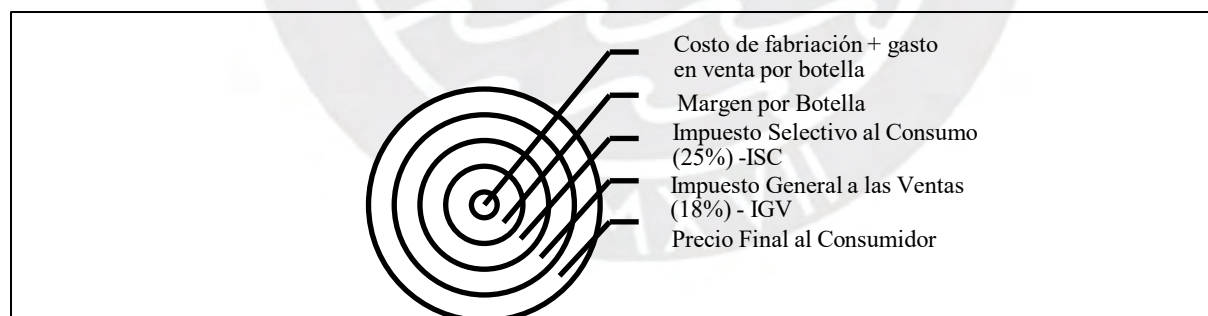 Costo de fabriación + gasto
en venta por botella
Margen por Botella
Impuesto Selectivo al Consumo
(25%) -ISC
Impuesto General a las Ventas
(18%) - IGV
Precio Final al Consumidor